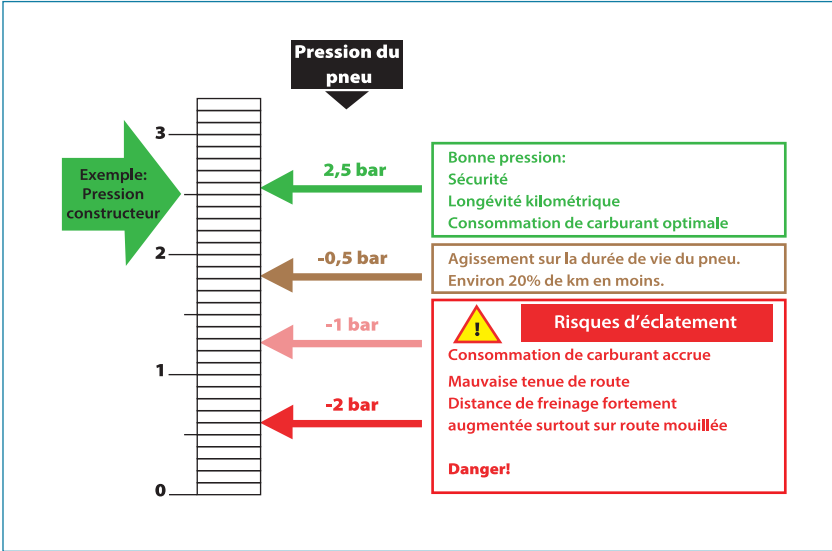 Pression du
pneu
3
2
1
0
Exemple:
Pression
constructeur
2,5 bar
-0,5 bar
-1 bar
-2 bar
Bonne pression:
Sécurité
Longévité kilométrique
Consommation de carburant optimale
Agissement sur la durée de vie du pneu.
Environ 20% de km en moins.
!
Risques d'éclatement
Consommation de carburant accrue
Mauvaise tenue de route
Distance de freinage fortement
augmentée surtout sur route mouillée
Danger!